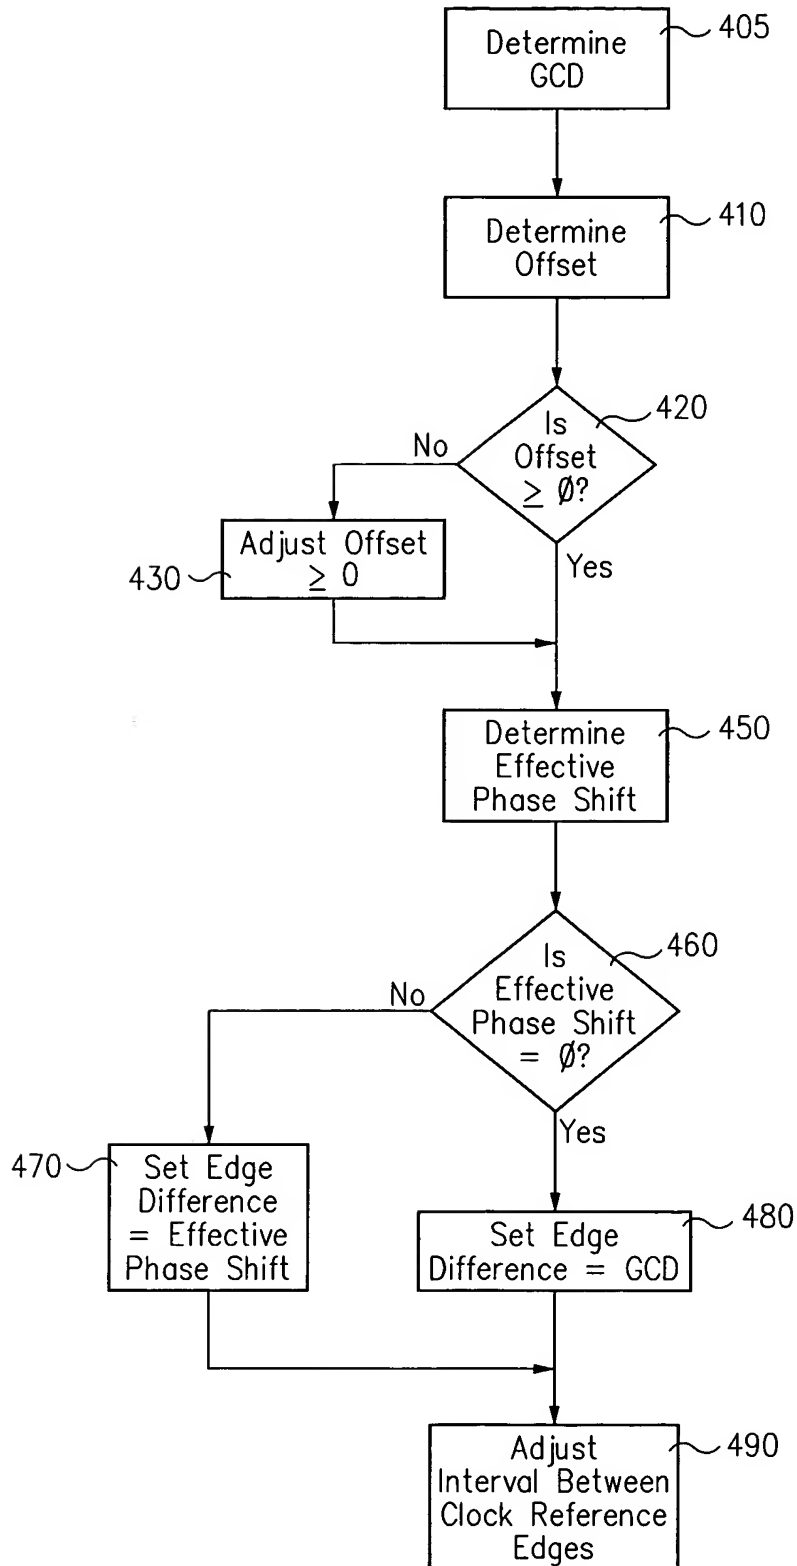 Determine
GCD
405
Determine
Offset
410
Is
Offset
≥ Ø?
420
No
Yes
Adjust Offset
≥ 0
430
Determine
Effective
Phase Shift
450
Is
Effective
Phase Shift
= Ø?
460
No
Yes
470
Set Edge
Difference
= Effective
Phase Shift
Set Edge
Difference = GCD
480
Adjust
Interval Between
Clock Reference
Edges
490